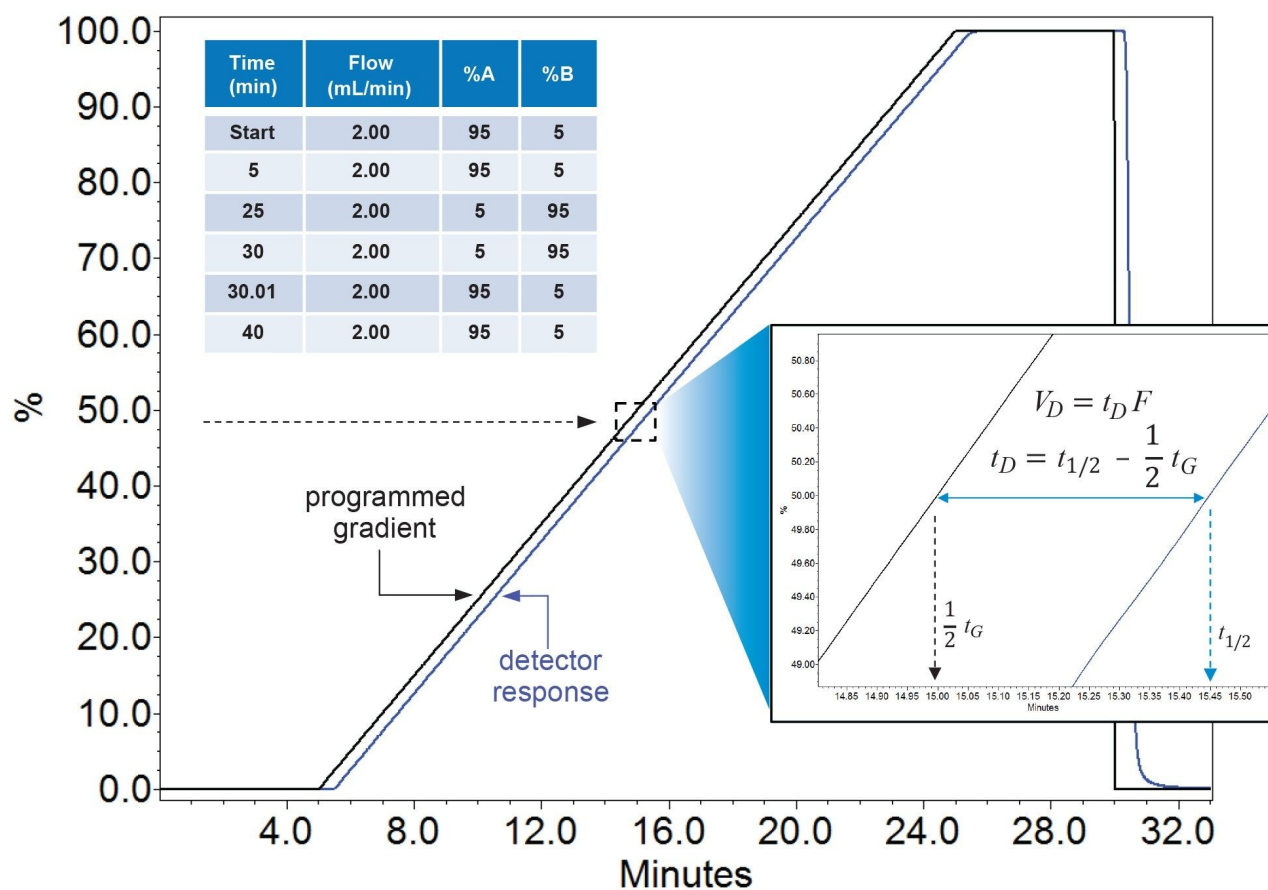 100.0
90.0
80.0
70.0
60.0
50.0
40.0
30.0
20.0
10.0
0.0
%
4.0 8.0 12.0 16.0 20.0 24.0 28.0 32.0
Minutes
Time (min) Flow (mL/min) %A %B
Start 2.00 95 5
5 2.00 95 5
25 2.00 5 95
30 2.00 5 95
30.01 2.00 95 5
40 2.00 95 5
programmed
gradient
detector
response
V_D = t_D F
t_D = t_{1/2} – 1/2 t_G
1/2 t_G
t_{1/2}
50.80
50.60
50.40
50.20
50.00
49.80
49.60
49.40
49.20
49.00
%
14.85 14.90 14.95 15.00 15.05 15.10 15.15 15.20 15.25 15.30 15.35 15.40 15.45 15.50
Minutes